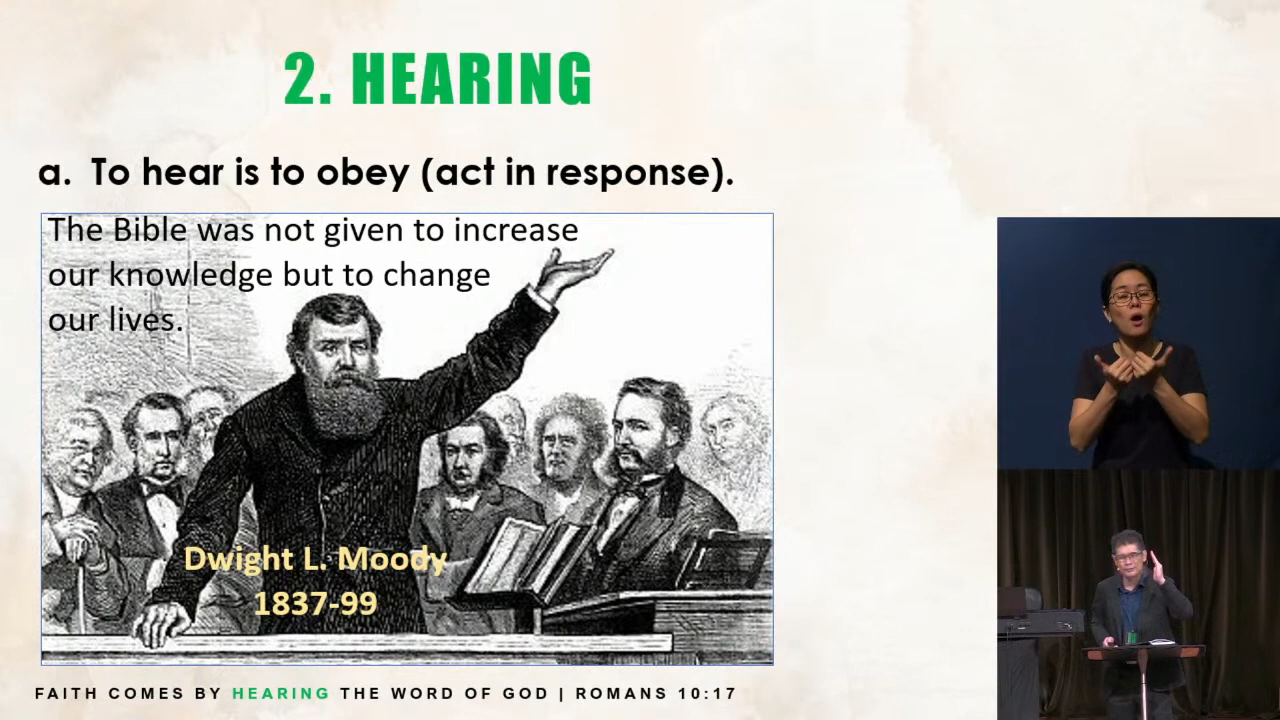 2. HEARING
a. To hear is to obey (act in response).
The Bible was not given to increase
our knowledge but to change
our lives.
Dwight L. Moody
1837-99
FAITH COMES BY HEARING THE WORD OF GOD | ROMANS 10:17